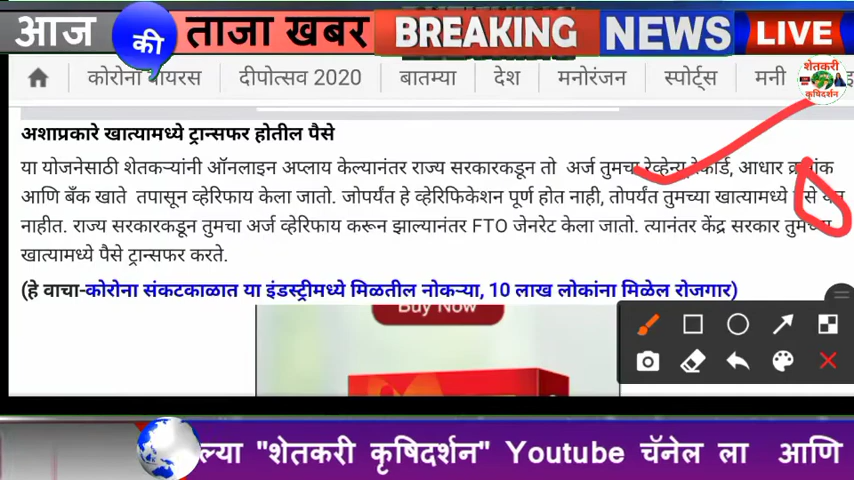 आज की ताजा खबर BREAKING NEWS LIVE
कोरोना वायरस दीपोत्सव 2020 बातम्या देश मनोरंजन स्पोर्ट्स मनी
शेतकरी
कृषिदर्शन
अशाप्रकारे खात्यामध्ये ट्रान्सफर होतील पैसे
या योजनेसाठी शेतकऱ्यांनी ऑनलाइन अप्लाय केल्यानंतर राज्य सरकारकडून तो अर्ज तुमचा रेव्हेन्यू रेकॉर्ड, आधार क्रमांक
आणि बँक खाते तपासून व्हेरिफाय केला जातो. जोपर्यंत हे व्हेरिफिकेशन पूर्ण होत नाही, तोपर्यंत तुमच्या खात्यामध्ये पैसे येत
नाहीत. राज्य सरकारकडून तुमचा अर्ज व्हेरिफाय करून झाल्यानंतर FTO जेनरेट केला जातो. त्यानंतर केंद्र सरकार तुमच्या
खात्यामध्ये पैसे ट्रान्सफर करते.
(हे वाचा-कोरोना संकटकाळात या इंडस्ट्रीमध्ये मिळतील नोकऱ्या, 10 लाख लोकांना मिळेल रोजगार)
Buy Now
ल्या "शेतकरी कृषिदर्शन" Youtube चॅनेल ला आणि